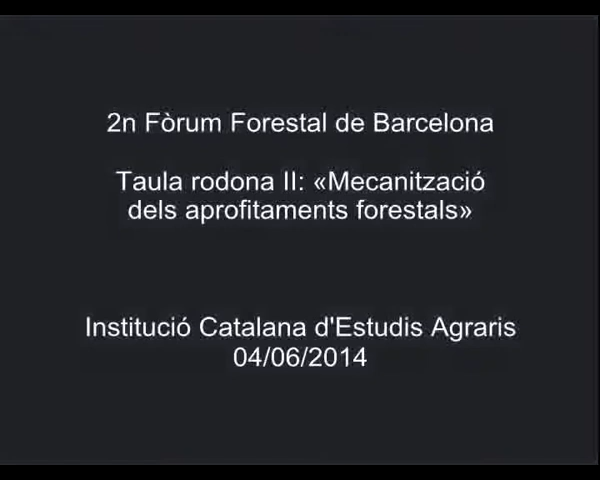 2n Fòrum Forestal de Barcelona
Taula rodona II: «Mecanització
dels aprofitaments forestals»
Institució Catalana d'Estudis Agraris
04/06/2014